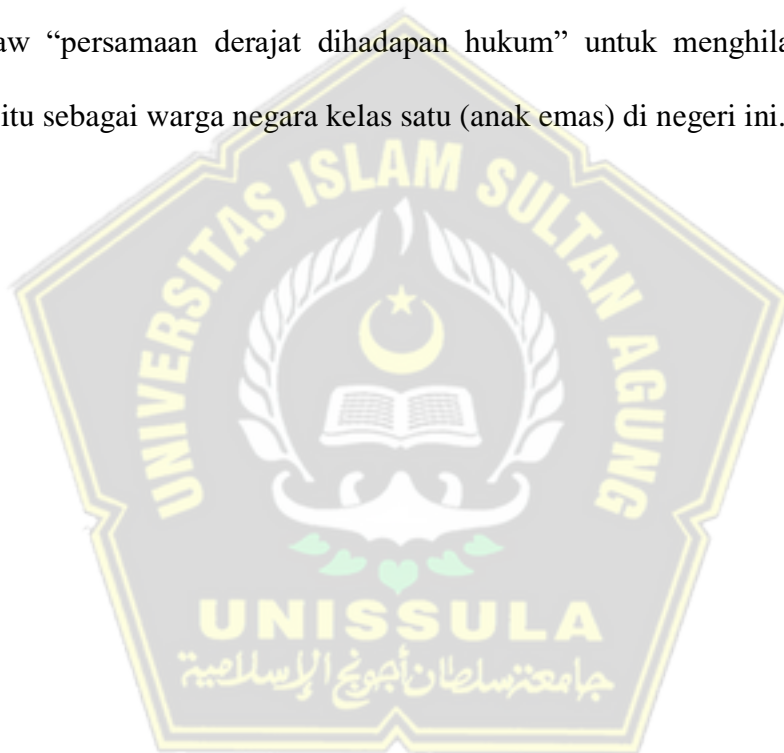 aw “persamaan derajat dihadapan hukum” untuk menghila
itu sebagai warga negara kelas satu (anak emas) di negeri ini.
UNIVERSITAS ISLAM SULTAN AGUNG
UNISSULA
جامعة سلطان أجونج الإسلامية